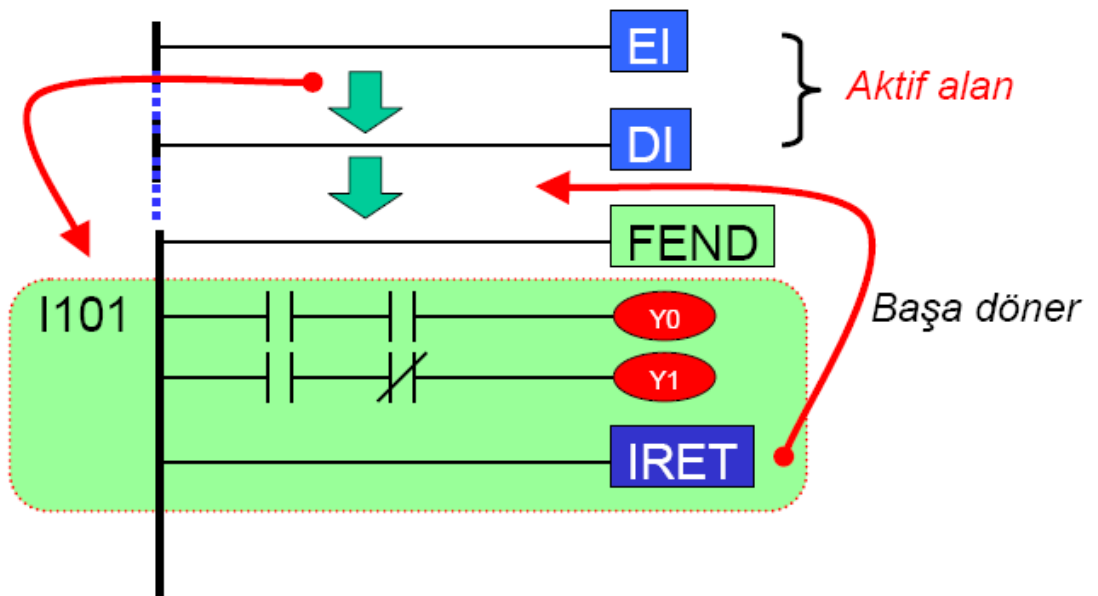 EI
Aktif alan
DI
FEND
I101
Y0
Başa döner
Y1
IRET